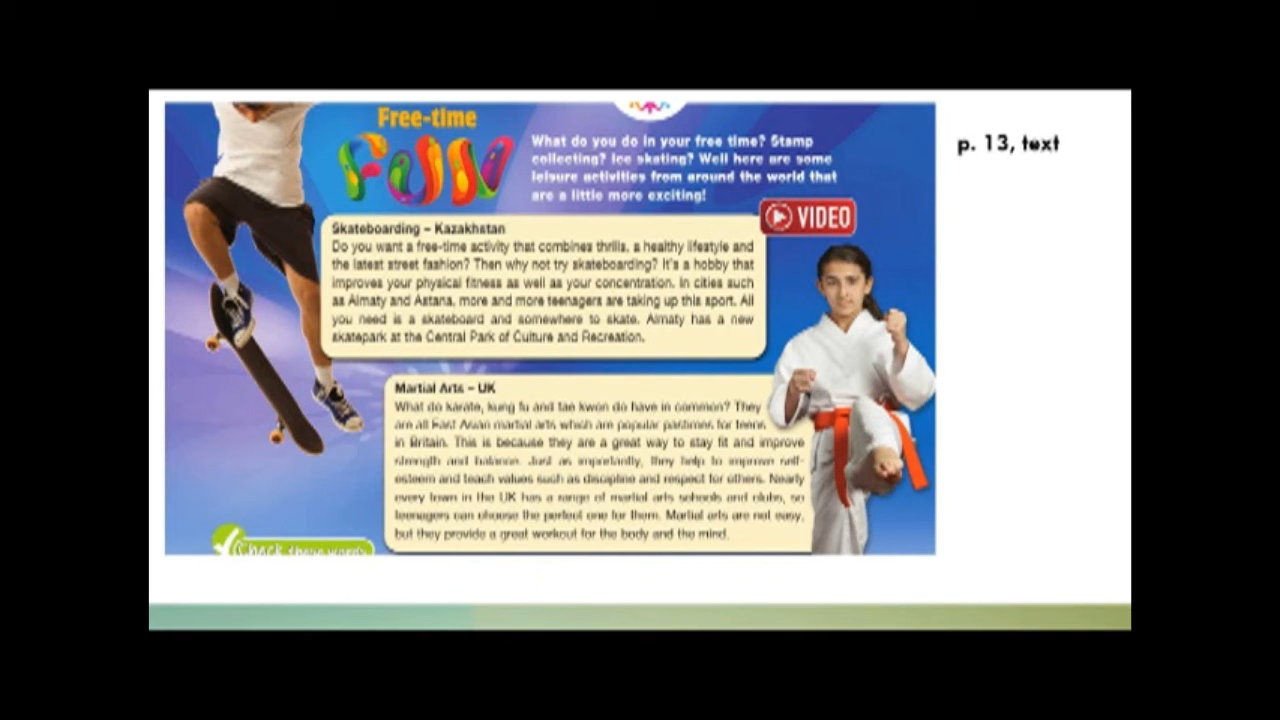 Free-time
FUN
What do you do in your free time? Stamp
collecting? Ice skating? Well here are some
leisure activities from around the world that
are a little more exciting!
VIDEO
p. 13, text
Skateboarding – Kazakhstan
Do you want a free-time activity that combines thrills, a healthy lifestyle and
the latest street fashion? Then why not try skateboarding? It's a hobby that
improves your physical fitness as well as your concentration. In cities such
as Almaty and Astana, more and more teenagers are taking up this sport. All
you need is a skateboard and somewhere to skate. Almaty has a new
skatepark at the Central Park of Culture and Recreation.
Martial Arts – UK
What do karate, kung fu and tae kwon do have in common? They
are all East Asian martial arts which are popular pastimes for teens
in Britain. This is because they are a great way to stay fit and improve
strength and balance. Just as importantly, they help to improve self-
esteem and teach values such as discipline and respect for others. Nearly
every town in the UK has a range of martial arts schools and clubs, so
teenagers can choose the perfect one for them. Martial arts are not easy,
but they provide a great workout for the body and the mind.
Check these words